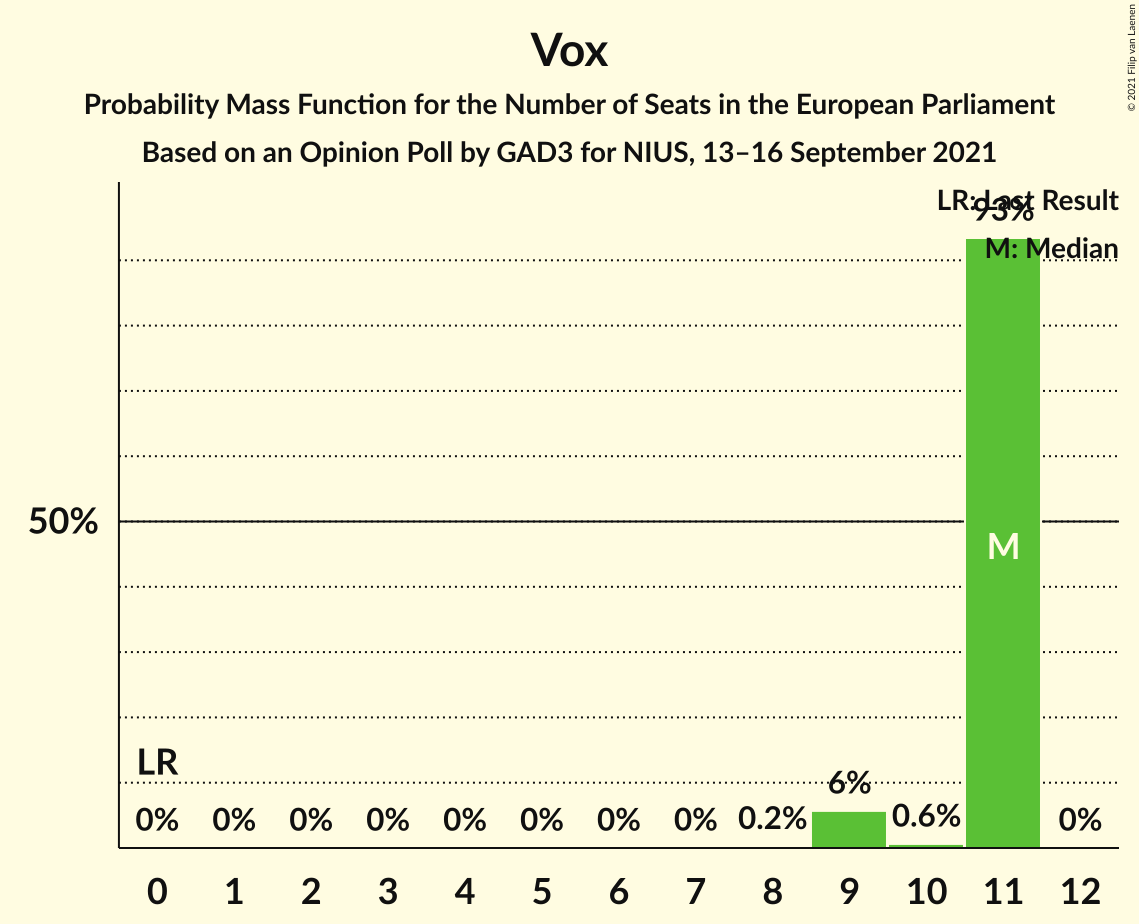 Vox
Probability Mass Function for the Number of Seats in the European Parliament
Based on an Opinion Poll by GAD3 for NIUS, 13–16 September 2021
© 2021 Filip van Laenen
LR: Last Result
93%
M: Median
50%
M
LR
0% 0% 0% 0% 0% 0% 0% 0% 0.2% 6% 0.6% 0%
0 1 2 3 4 5 6 7 8 9 10 11 12